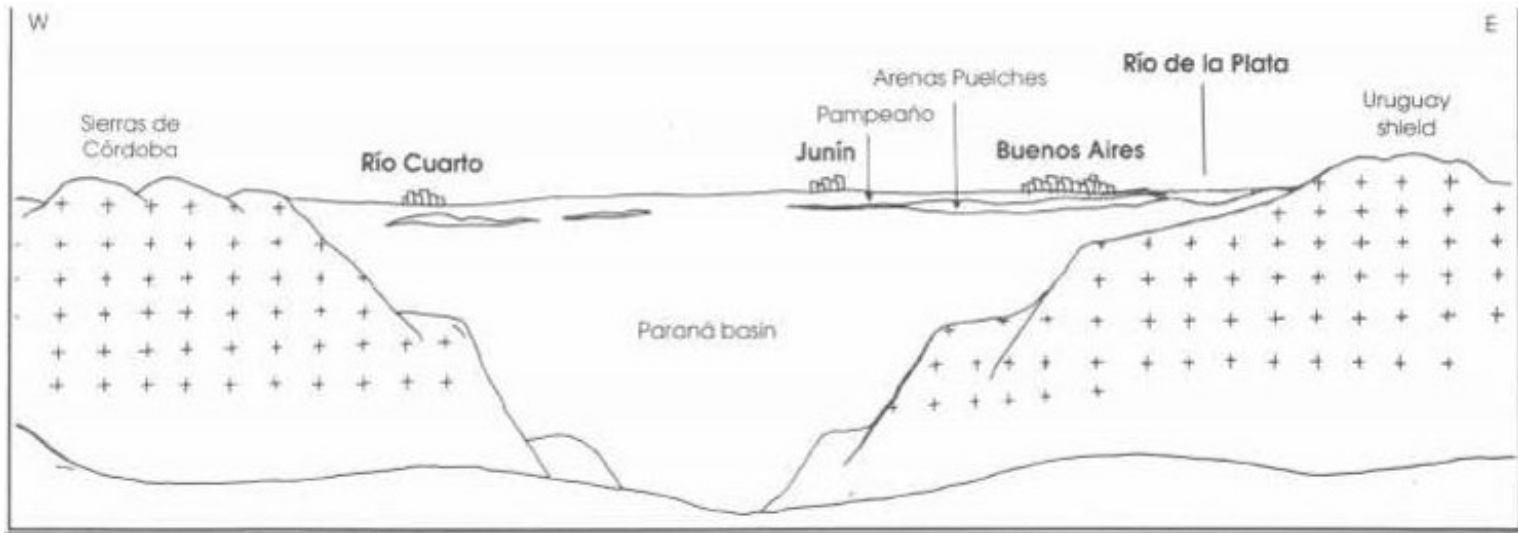 W
E
Río de la Plata
Arenas Puelches
Pampeaño
Uruguay
shield
Sierras de
Córdoba
Río Cuarto
Junín
Buenos Aires
Paraná basin